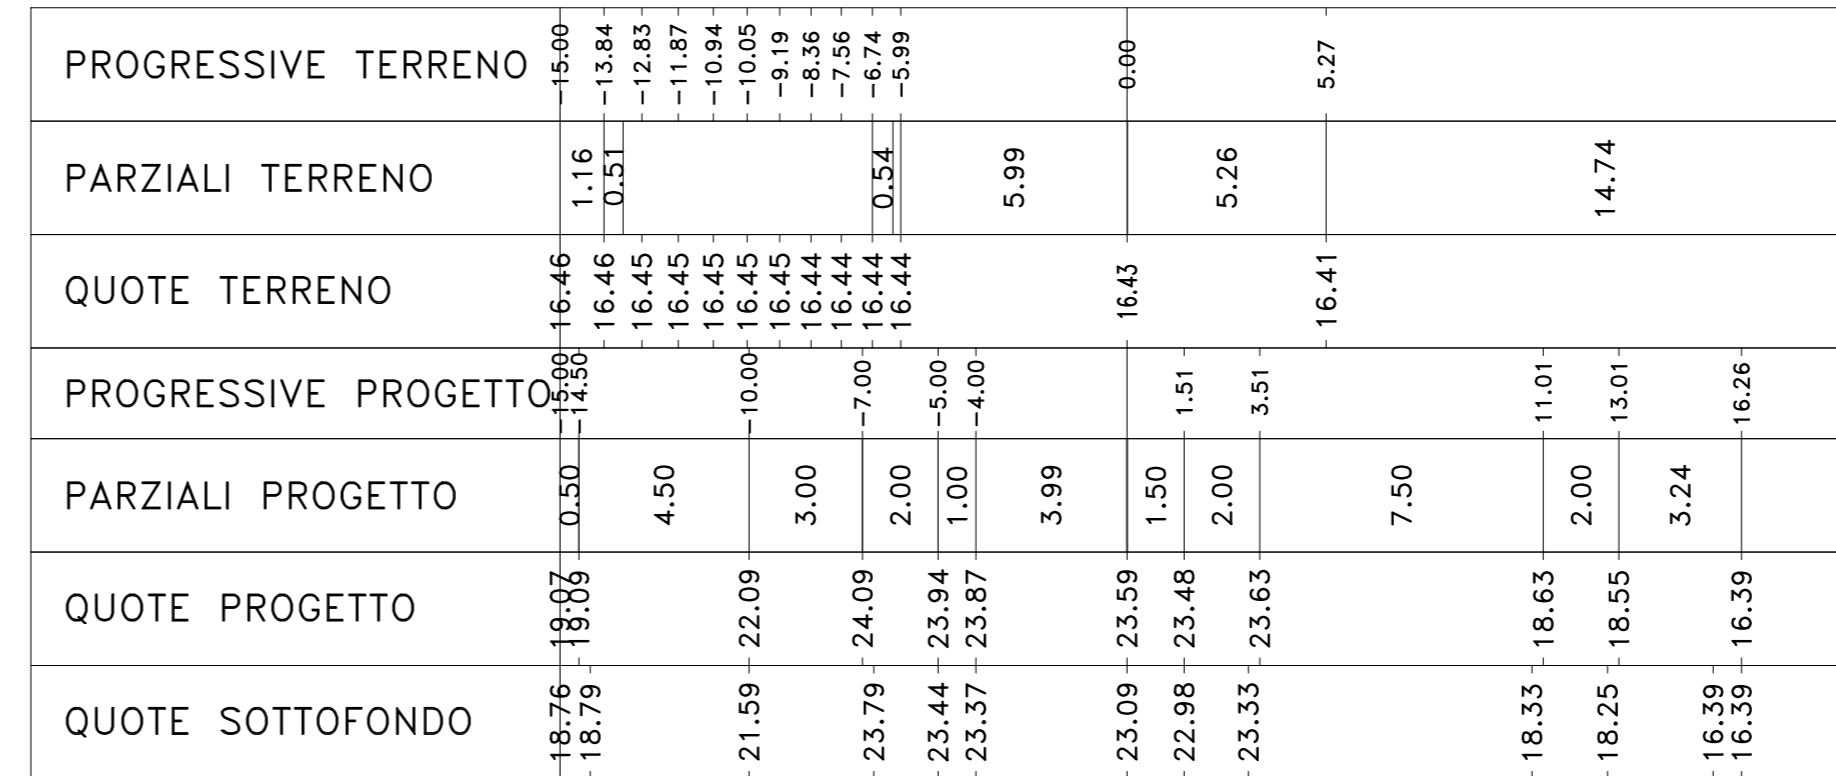 PROGRESSIVE TERRENO -15.00 -13.84 -12.83 -11.87 -10.94 -10.05 -9.19 -8.36 -7.56 -6.74 -5.99 0.00 5.27
PARZIALI TERRENO 1.16 0.51 0.54 5.99 5.26 14.74
QUOTE TERRENO 16.46 16.46 16.45 16.45 16.45 16.45 16.45 16.44 16.44 16.44 16.44 16.43 16.41
PROGRESSIVE PROGETTO -15.00 -14.50 -10.00 -7.00 -5.00 -4.00 1.51 3.51 11.01 13.01 16.26
PARZIALI PROGETTO 0.50 4.50 3.00 2.00 1.00 3.99 1.50 2.00 7.50 2.00 3.24
QUOTE PROGETTO 19.07 19.09 22.09 24.09 23.94 23.87 23.59 23.48 23.63 18.63 18.55 16.39
QUOTE SOTTOFONDO 18.76 18.79 21.59 23.79 23.44 23.37 23.09 22.98 23.33 18.33 18.25 16.39 16.39